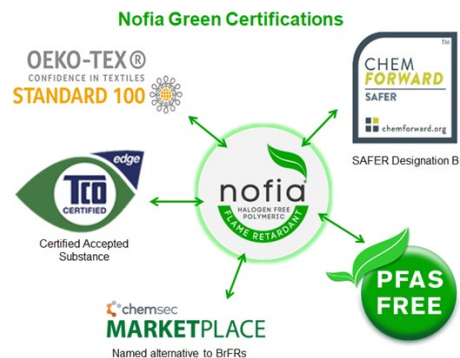 Nofia Green Certifications
OEKO-TEX®
CONFIDENCE IN TEXTILES
STANDARD 100
TM
CHEM
FORWARD
SAFER
chemforward.org
SAFER Designation B
edge
TCO
CERTIFIED
Certified Accepted
Substance
nofia®
HALOGEN FREE
POLYMERIC
FLAME RETARDANT
PFAS
FREE
chemsec
MARKETPLACE
Named alternative to BrFRs